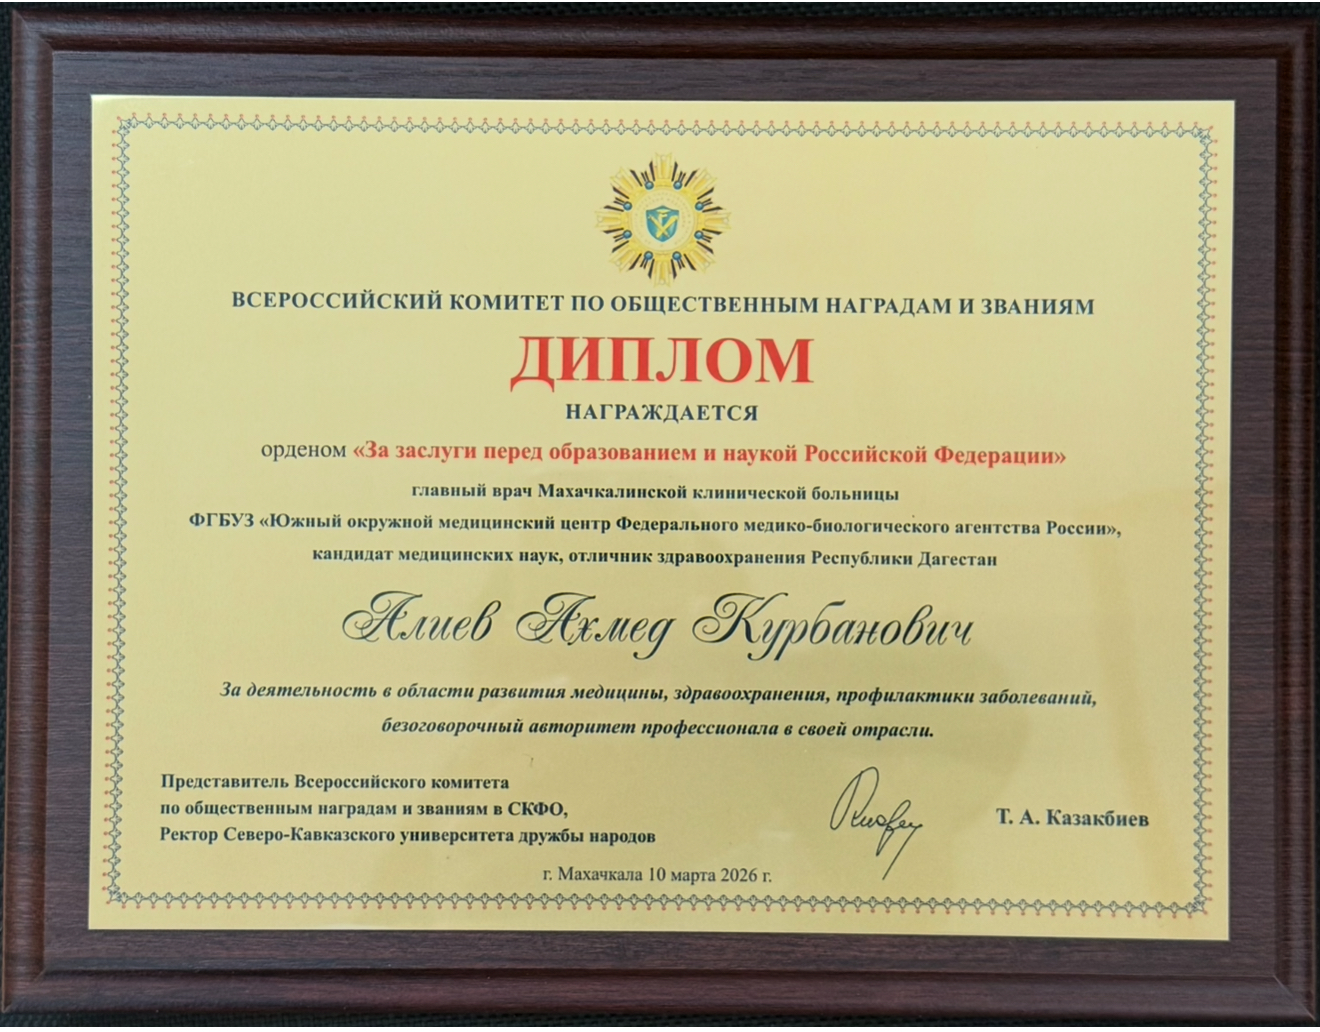 ВСЕРОССИЙСКИЙ КОМИТЕТ ПО ОБЩЕСТВЕННЫМ НАГРАДАМ И ЗВАНИЯМ
ДИПЛОМ
НАГРАЖДАЕТСЯ
орденом «За заслуги перед образованием и наукой Российской Федерации»
главный врач Махачкалинской клинической больницы
ФГБУЗ «Южный окружной медицинский центр Федерального медико-биологического агентства России»,
кандидат медицинских наук, отличник здравоохранения Республики Дагестан
Алиев Ахмед Курбанович
За деятельность в области развития медицины, здравоохранения, профилактики заболеваний,
безоговорочный авторитет профессионала в своей отрасли.
Представитель Всероссийского комитета
по общественным наградам и званиям в СКФО,
Ректор Северо-Кавказского университета дружбы народов
Т. А. Казакбиев
г. Махачкала 10 марта 2026 г.